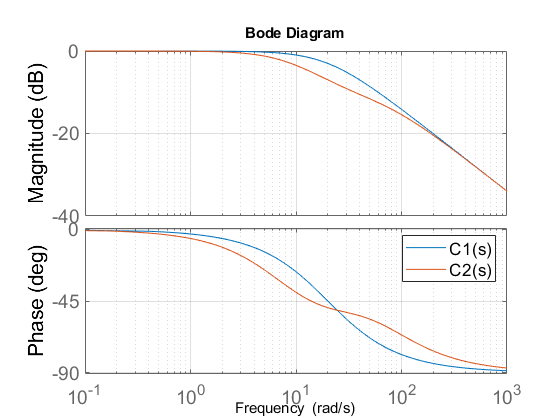 Bode Diagram
Magnitude (dB)
0
-20
-40
Phase (deg)
0
-45
-90
C1(s)
C2(s)
10^-1
10^0
10^1
10^2
10^3
Frequency (rad/s)